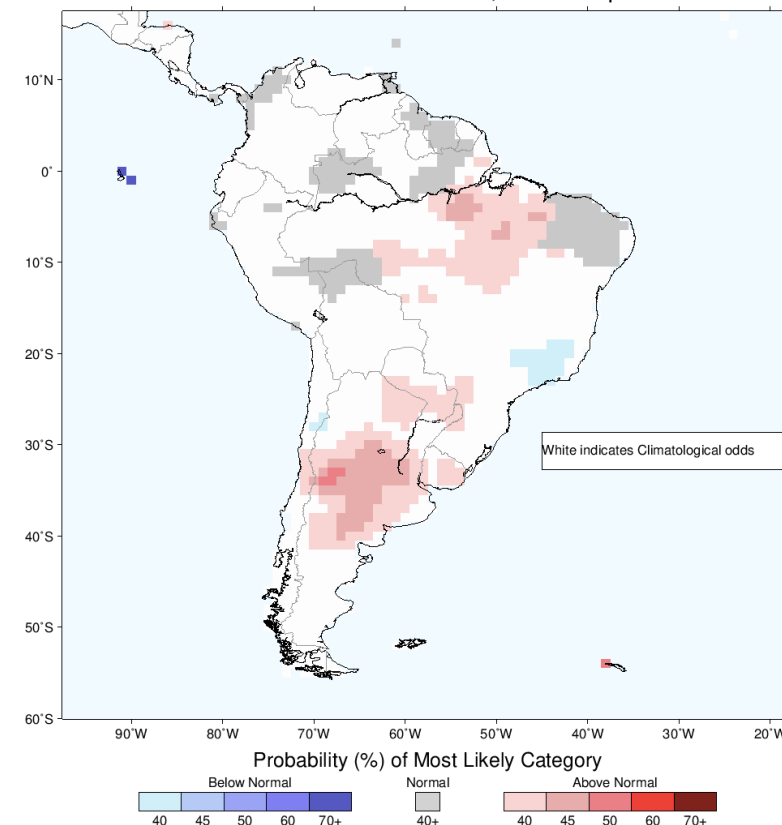 10˚N
0˚
10˚S
20˚S
White indicates Climatological odds
30˚S
40˚S
50˚S
60˚S
90˚W 80˚W 70˚W 60˚W 50˚W 40˚W 30˚W 20˚W
Probability (%) of Most Likely Category
Below Normal Normal Above Normal
40 45 50 60 70+ 40+ 40 45 50 60 70+